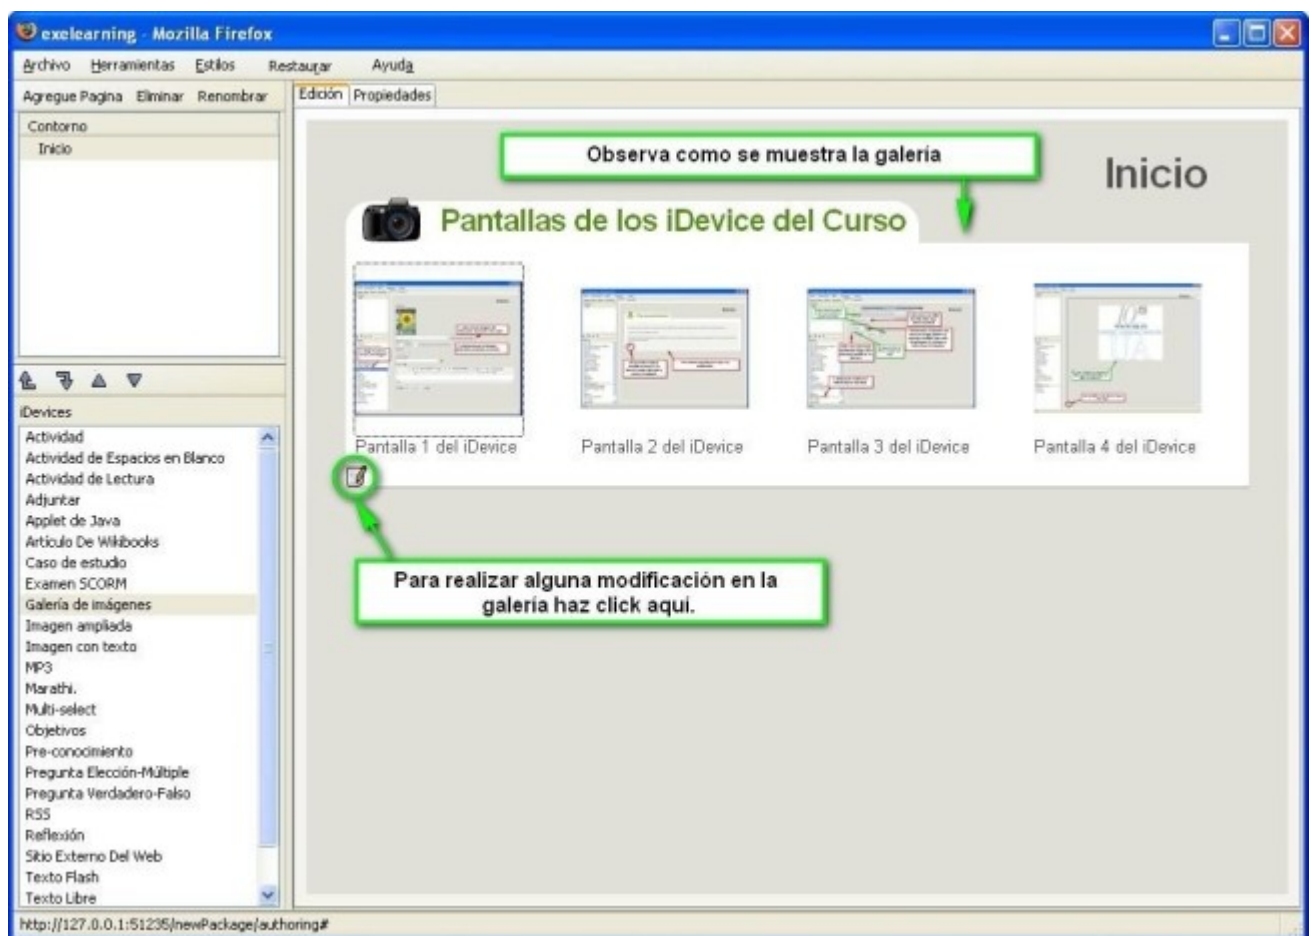 exelearning - Mozilla Firefox
Archivo Herramientas Estilos Restaurar Ayuda
Agregue Pagina Eliminar Renombrar
Edición Propiedades
Contorno
Inicio
Observa como se muestra la galería
Inicio
Pantallas de los iDevice del Curso
Pantalla 1 del iDevice
Pantalla 2 del iDevice
Pantalla 3 del iDevice
Pantalla 4 del iDevice
Para realizar alguna modificación en la
galería haz click aquí.
iDevices
Actividad
Actividad de Espacios en Blanco
Actividad de Lectura
Adjuntar
Applet de Java
Artículo De Wikibooks
Caso de estudio
Examen SCORM
Galería de imágenes
Imagen ampliada
Imagen con texto
MP3
Marathi.
Multi-select
Objetivos
Pre-conocimiento
Pregunta Elección-Múltiple
Pregunta Verdadero-Falso
RSS
Reflexión
Sitio Externo Del Web
Texto Flash
Texto Libre
http://127.0.0.1:51235/newPackage/authoring#